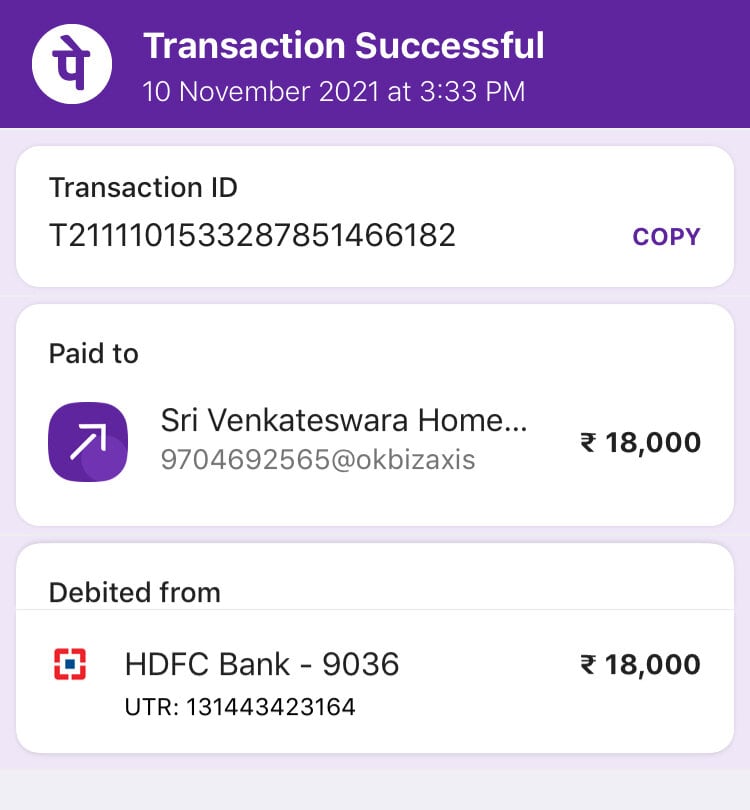 पे
Transaction Successful
10 November 2021 at 3:33 PM
Transaction ID
T2111101533287851466182
COPY
Paid to
Sri Venkateswara Home...
9704692565@okbizaxis
₹ 18,000
Debited from
HDFC Bank - 9036
₹ 18,000
UTR: 131443423164